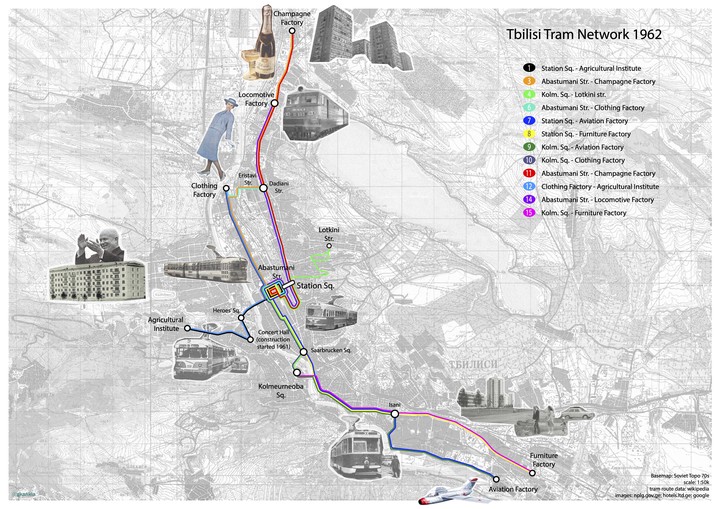 Champagne
Factory
Tbilisi Tram Network 1962
1 Station Sq. - Agricultural Institute
3 Abastumani Str. - Champagne Factory
4 Kolm. Sq. - Lotkini str.
6 Abastumani Str. - Clothing Factory
7 Station Sq. - Aviation Factory
8 Station Sq. - Furniture Factory
9 Kolm. Sq. - Aviation Factory
10 Kolm. Sq. - Clothing Factory
11 Abastumani Str. - Champagne Factory
12 Clothing Factory - Agricultural Institute
14 Abastumani Str. - Locomotive Factory
15 Kolm. Sq. - Furniture Factory
Locomotive
Factory
Eristavi
Str.
Dadiani
Str.
Clothing
Factory
Lotkini
Str.
Abastumani
Str.
Station Sq.
Heroes' Sq.
Agricultural
Institute
Concert Hall
(construction
started 1961)
Saarbrucken Sq.
ТБИЛИСИ
Kolmeurneoba
Sq.
Isani
Furniture
Factory
Aviation Factory
Basemap: Soviet Topo 70s
scale: 1:50k
tram route data: wikipedia
images: nplg.gov.ge; hotels.ltd.ge; google